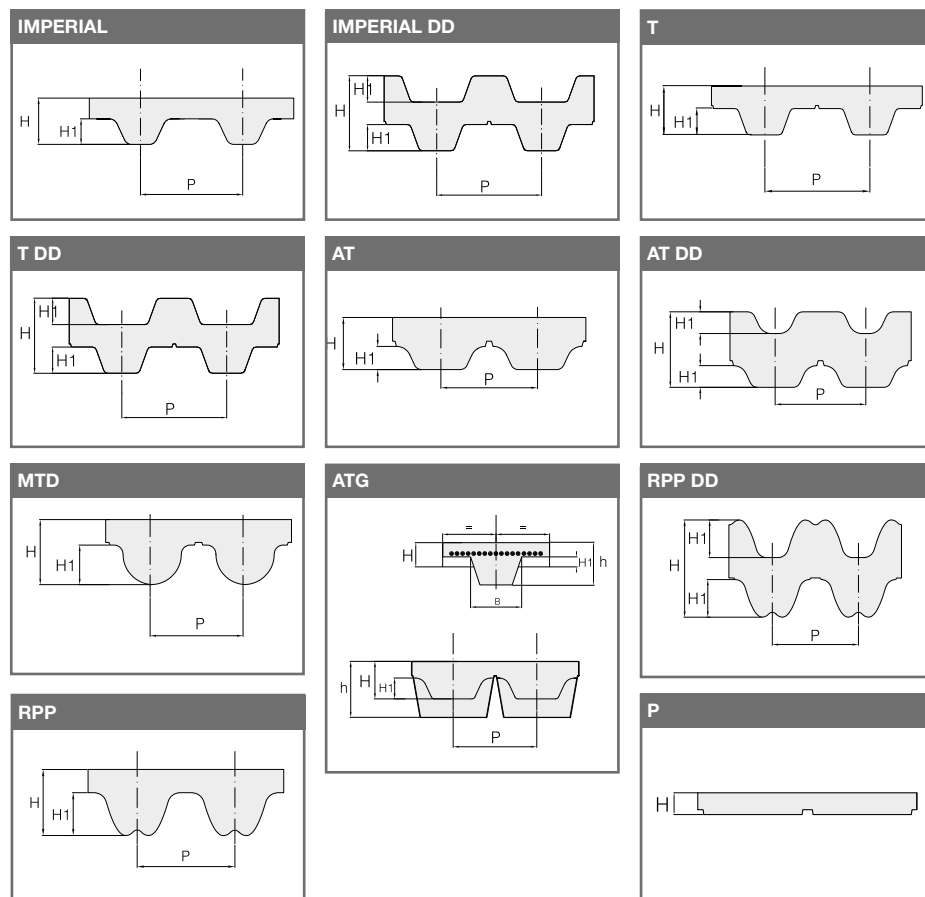 IMPERIAL
H
H1
P
IMPERIAL DD
H1
H
H1
P
T
H
H1
P
T DD
H1
H
H1
P
AT
H
H1
P
AT DD
H1
H
H1
P
MTD
H
H1
P
ATG
= =
H
H1
h
B
h
H
H1
P
RPP DD
H1
H
H1
P
RPP
H
H1
P
P
H